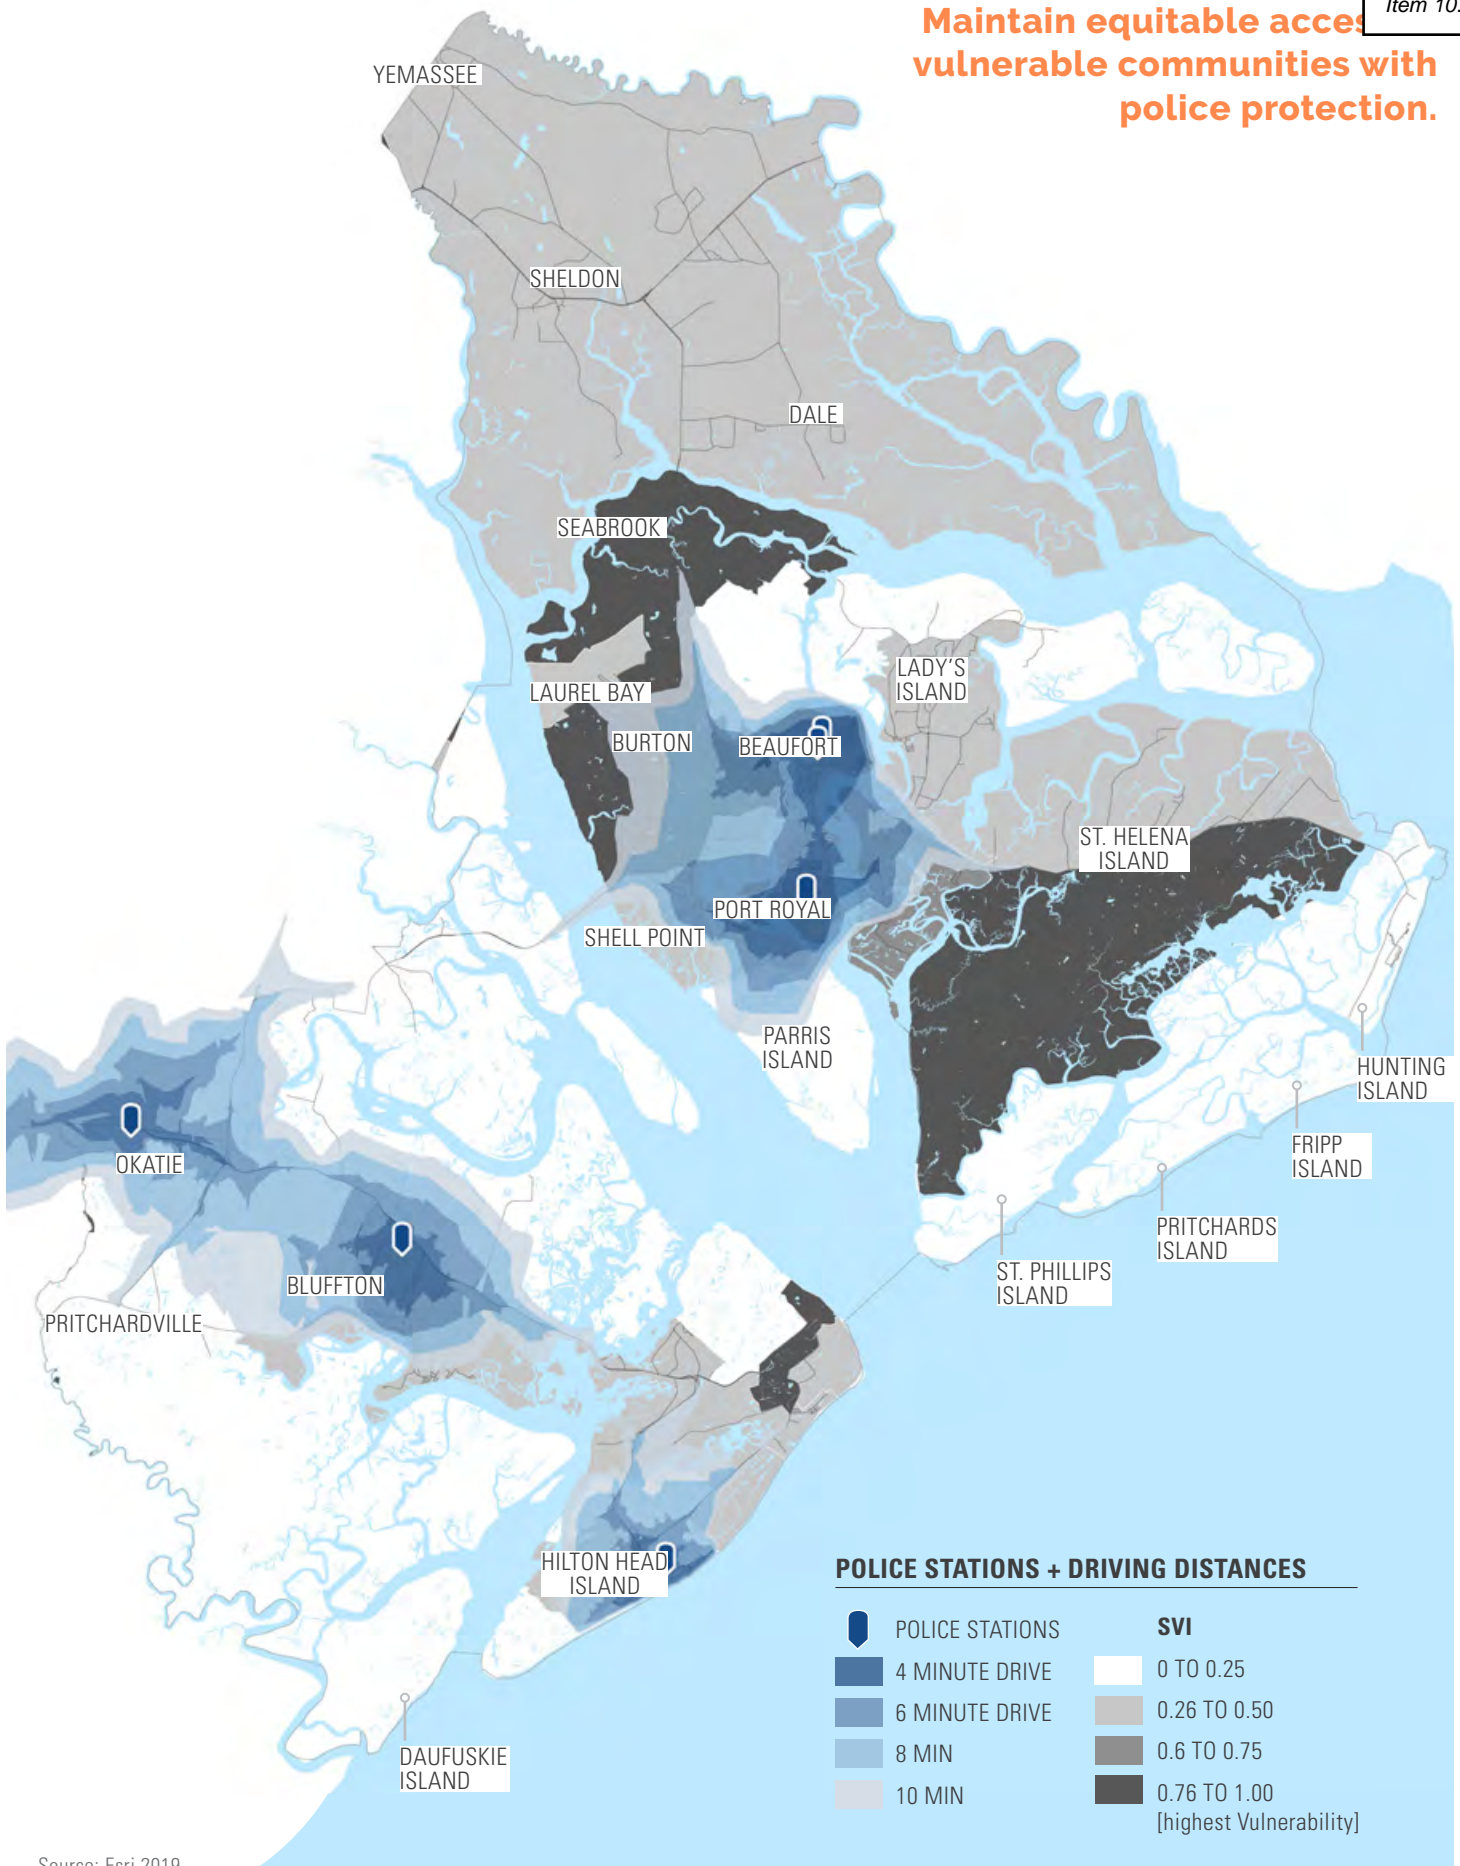 Item 10.
Maintain equitable acces
vulnerable communities with
police protection.
YEMASSEE
SHELDON
DALE
SEABROOK
LADY'S
ISLAND
LAUREL BAY
BURTON
BEAUFORT
ST. HELENA
ISLAND
PORT ROYAL
SHELL POINT
PARRIS
ISLAND
HUNTING
ISLAND
FRIPP
ISLAND
OKATIE
PRITCHARDS
ISLAND
ST. PHILLIPS
ISLAND
BLUFFTON
PRITCHARDVILLE
HILTON HEAD
ISLAND
DAUFUSKIE
ISLAND
POLICE STATIONS + DRIVING DISTANCES
POLICE STATIONS
4 MINUTE DRIVE
6 MINUTE DRIVE
8 MIN
10 MIN
SVI
0 TO 0.25
0.26 TO 0.50
0.6 TO 0.75
0.76 TO 1.00
[highest Vulnerability]
Source: Esri 2019